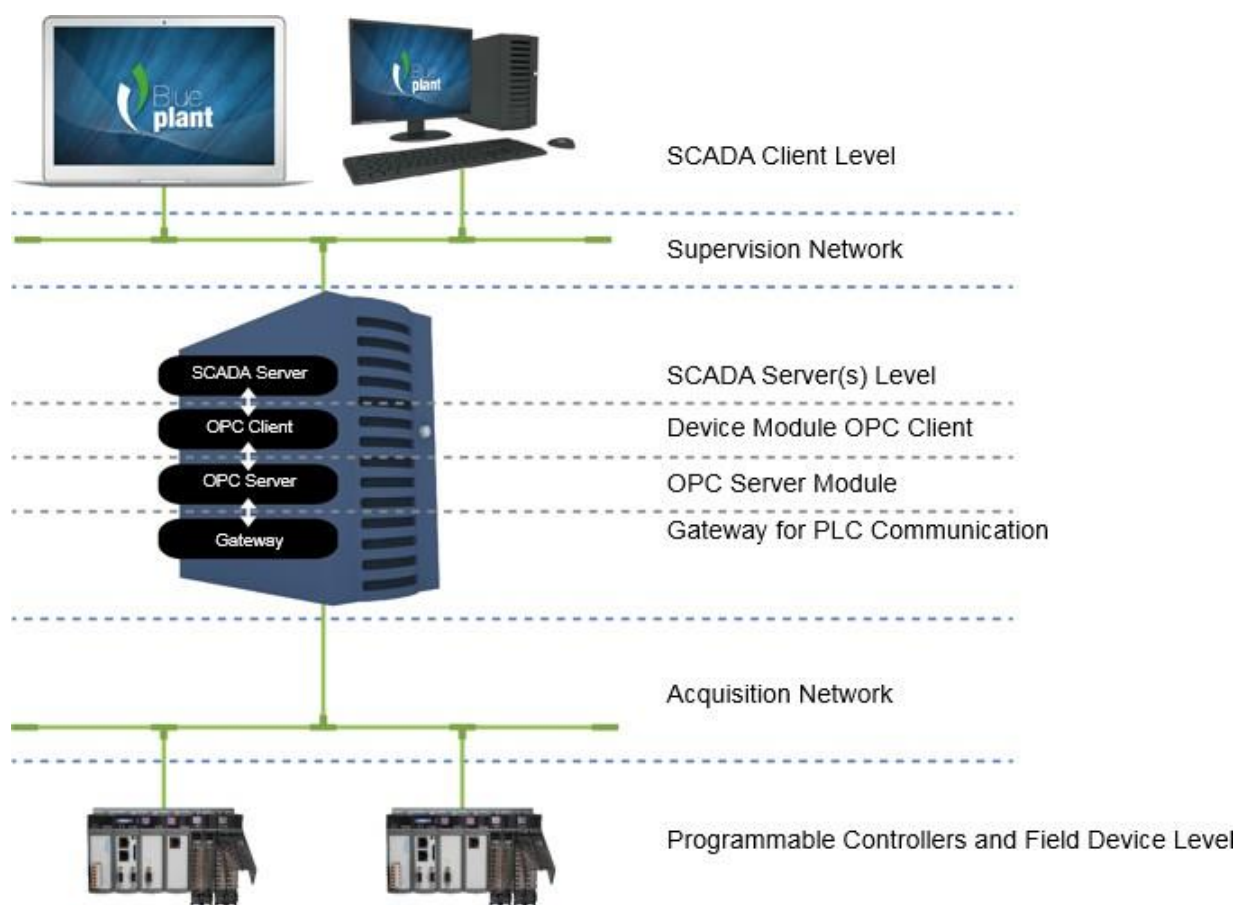 Blue
plant
Blue
plant
SCADA Client Level
Supervision Network
SCADA Server
SCADA Server(s) Level
OPC Client
Device Module OPC Client
OPC Server
OPC Server Module
Gateway
Gateway for PLC Communication
Acquisition Network
Programmable Controllers and Field Device Level